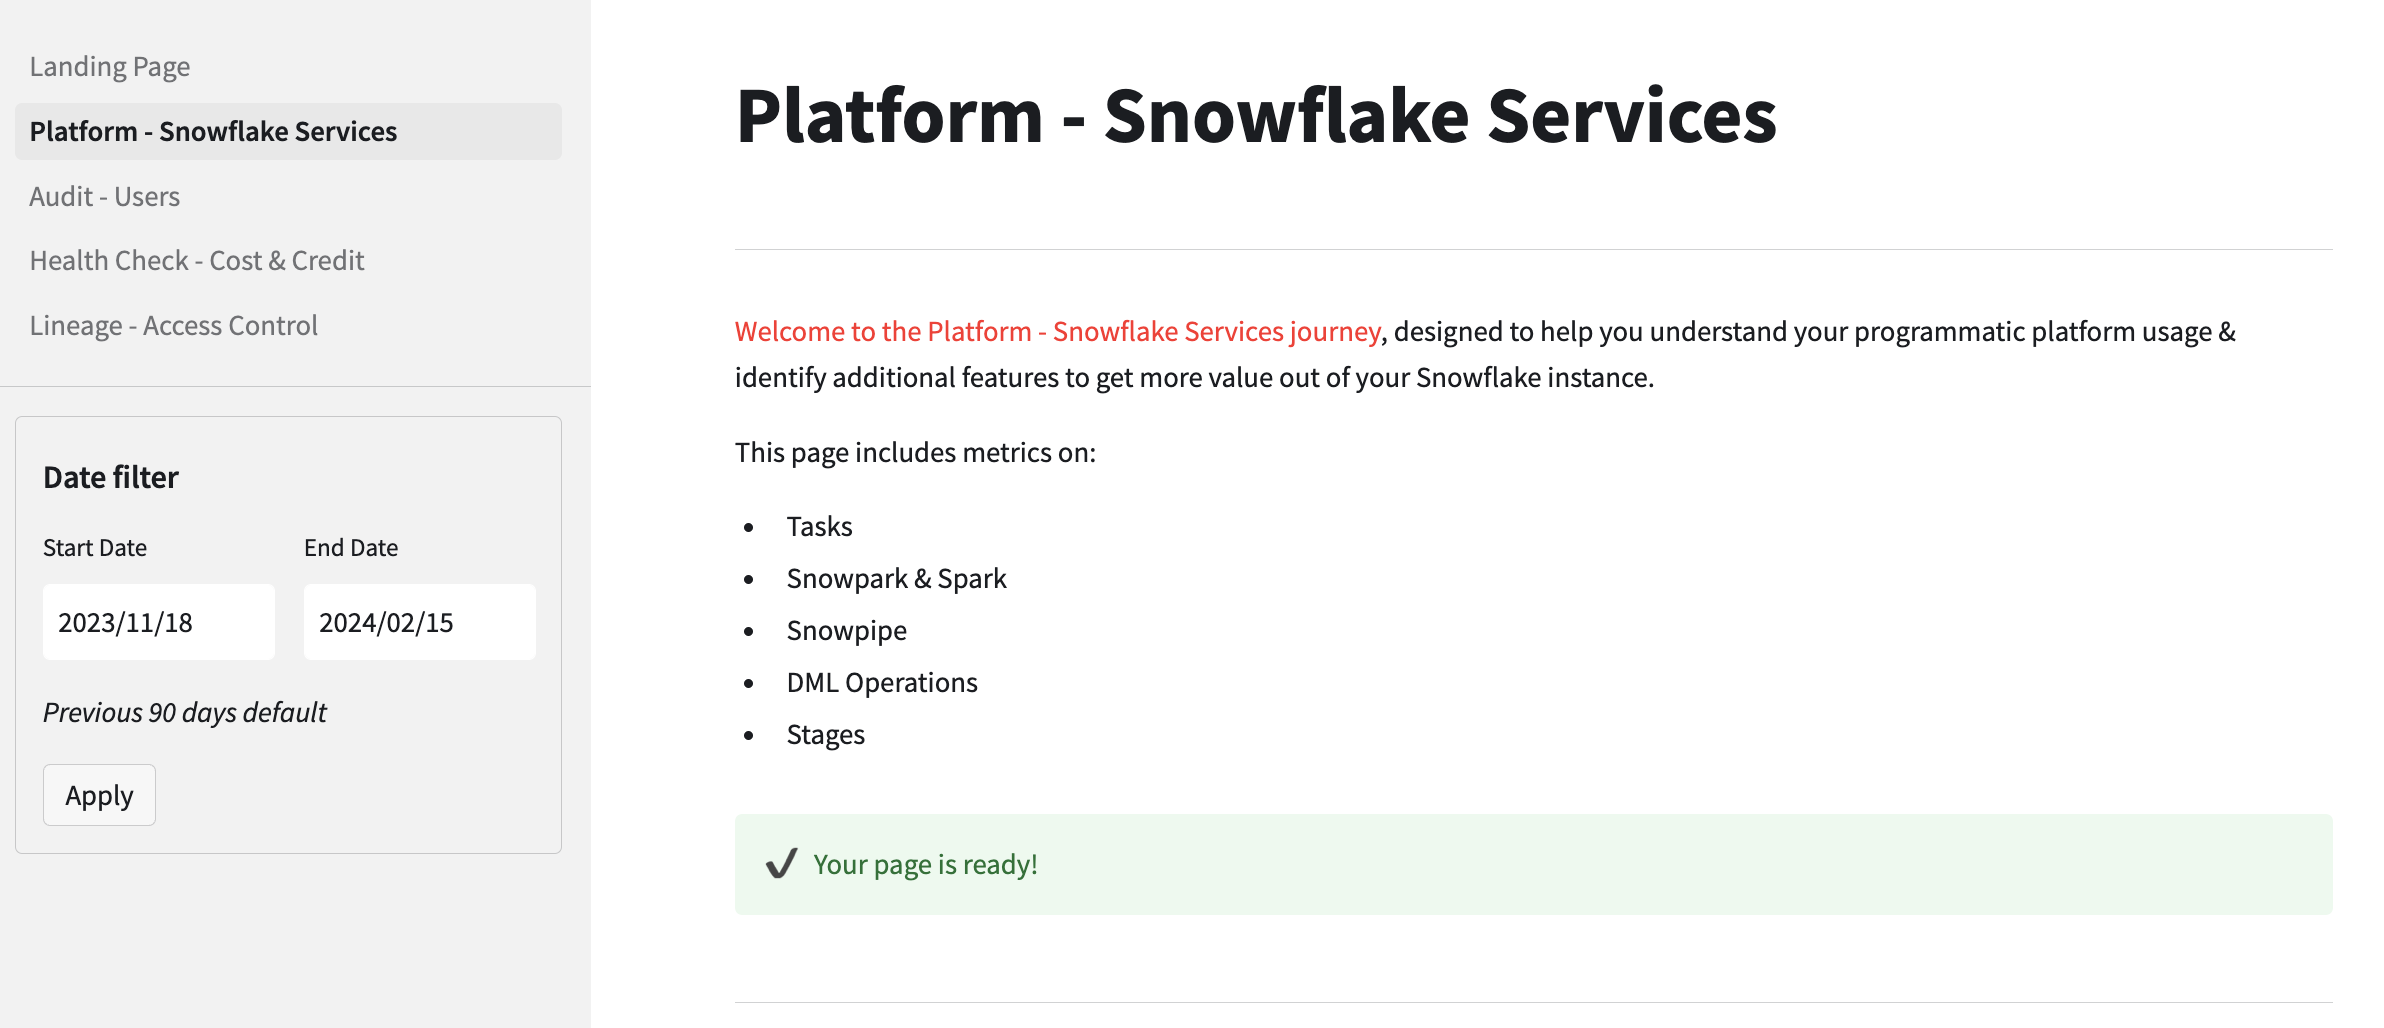 Landing Page
Platform - Snowflake Services
Audit - Users
Health Check - Cost & Credit
Lineage - Access Control
Date filter
Start Date
End Date
2023/11/18
2024/02/15
Previous 90 days default
Apply
Platform - Snowflake Services
Welcome to the Platform - Snowflake Services journey, designed to help you understand your programmatic platform usage &
identify additional features to get more value out of your Snowflake instance.
This page includes metrics on:
• Tasks
• Snowpark & Spark
• Snowpipe
• DML Operations
• Stages
✔ Your page is ready!